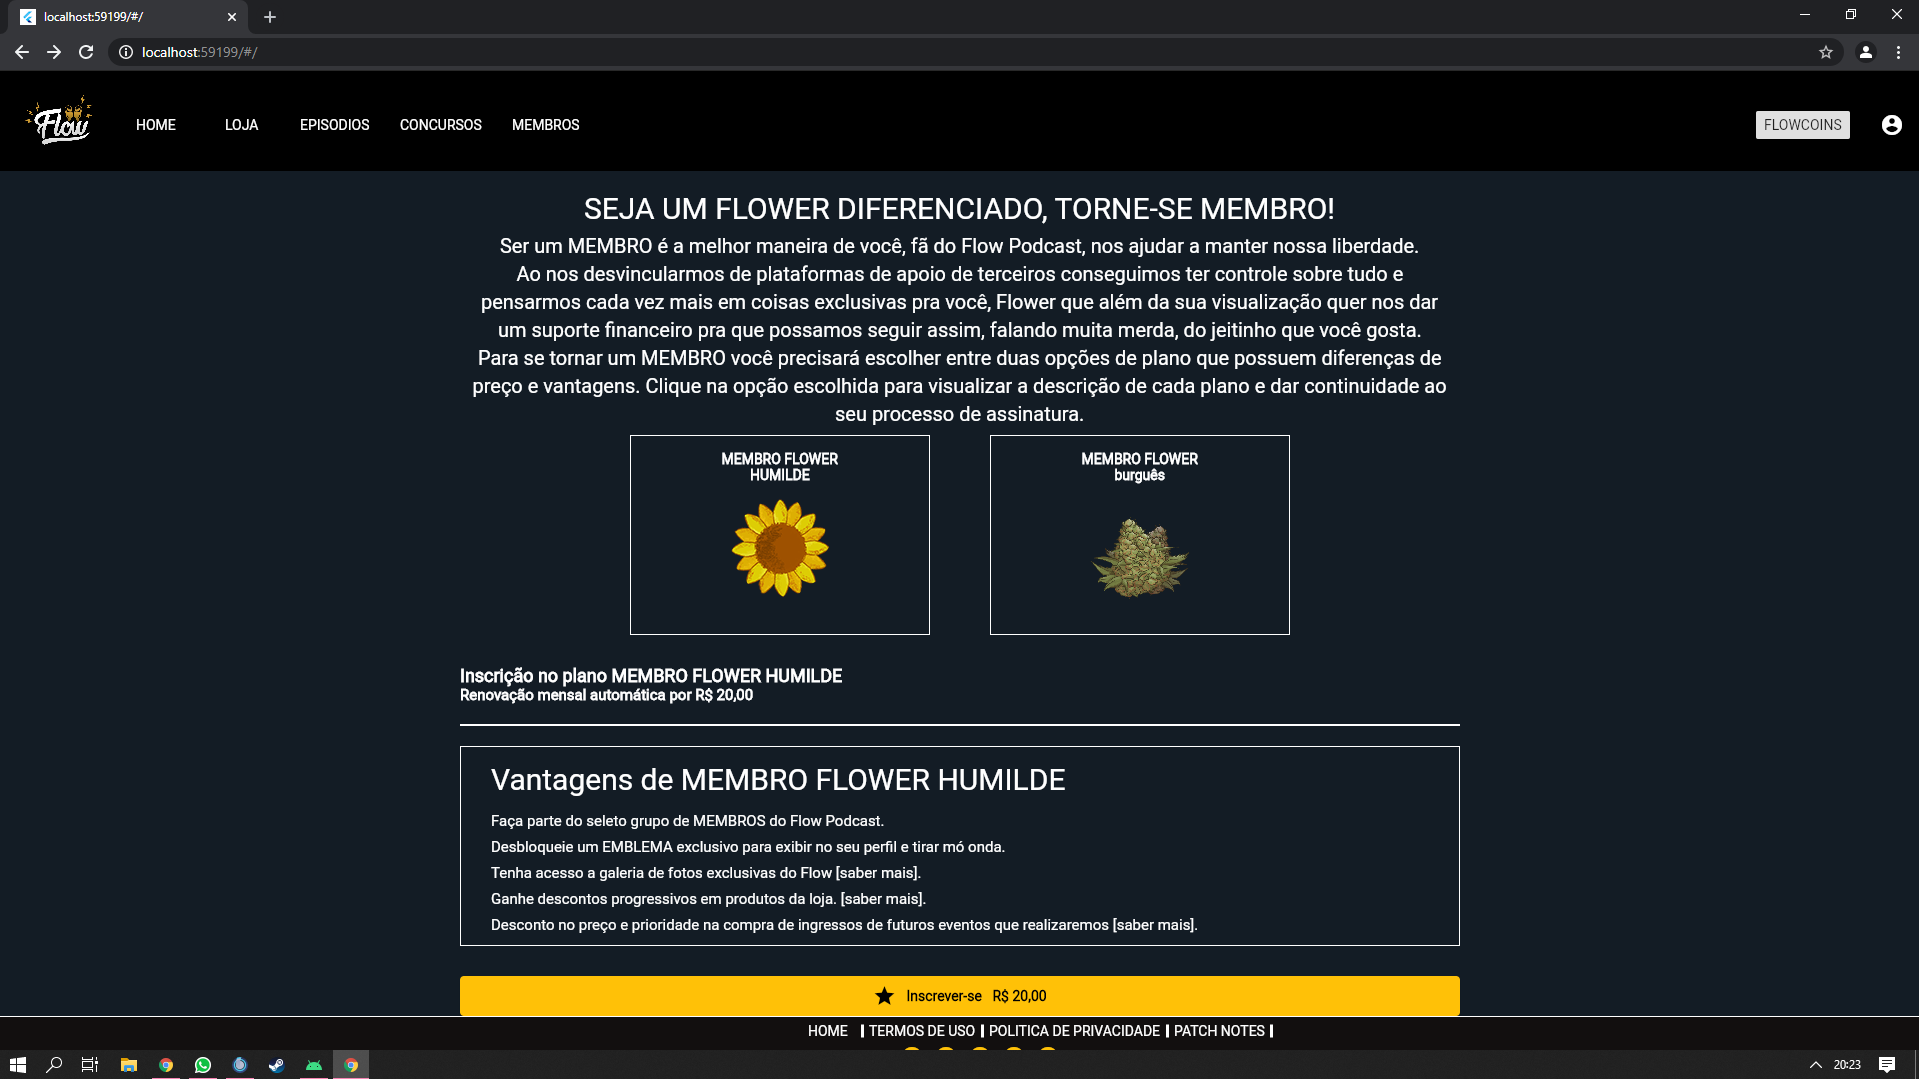 localhost:59199/#/
localhost:59199/#/
Flow
HOME
LOJA
EPISODIOS
CONCURSOS
MEMBROS
FLOWCOINS
SEJA UM FLOWER DIFERENCIADO, TORNE-SE MEMBRO!
Ser um MEMBRO é a melhor maneira de você, fã do Flow Podcast, nos ajudar a manter nossa liberdade.
Ao nos desvincularmos de plataformas de apoio de terceiros conseguimos ter controle sobre tudo e
pensarmos cada vez mais em coisas exclusivas pra você, Flower que além da sua visualização quer nos dar
um suporte financeiro pra que possamos seguir assim, falando muita merda, do jeitinho que você gosta.
Para se tornar um MEMBRO você precisará escolher entre duas opções de plano que possuem diferenças de
preço e vantagens. Clique na opção escolhida para visualizar a descrição de cada plano e dar continuidade ao
seu processo de assinatura.
MEMBRO FLOWER
HUMILDE
MEMBRO FLOWER
burguês
Inscrição no plano MEMBRO FLOWER HUMILDE
Renovação mensal automática por R$ 20,00
Vantagens de MEMBRO FLOWER HUMILDE
Faça parte do seleto grupo de MEMBROS do Flow Podcast.
Desbloqueie um EMBLEMA exclusivo para exibir no seu perfil e tirar mó onda.
Tenha acesso a galeria de fotos exclusivas do Flow [saber mais].
Ganhe descontos progressivos em produtos da loja. [saber mais].
Desconto no preço e prioridade na compra de ingressos de futuros eventos que realizaremos [saber mais].
Inscrever-se R$ 20,00
HOME | TERMOS DE USO | POLITICA DE PRIVACIDADE | PATCH NOTES |
20:23